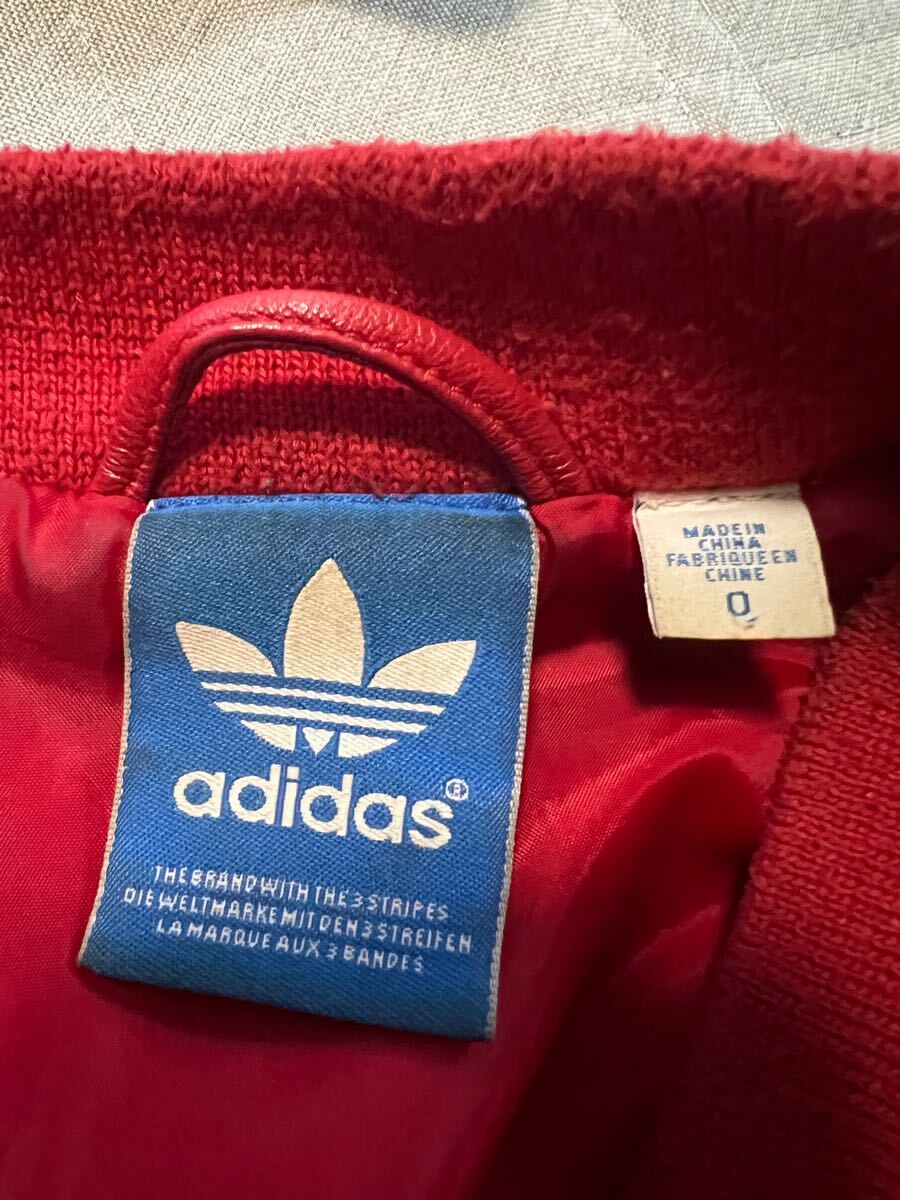 adidas®
THE BRAND WITH THE 3 STRIPES
DIE WELTMARKE MIT DEN 3 STREIFEN
LA MARQUE AUX 3 BANDES
MADE IN
CHINA
FABRIQUE EN
CHINE
O